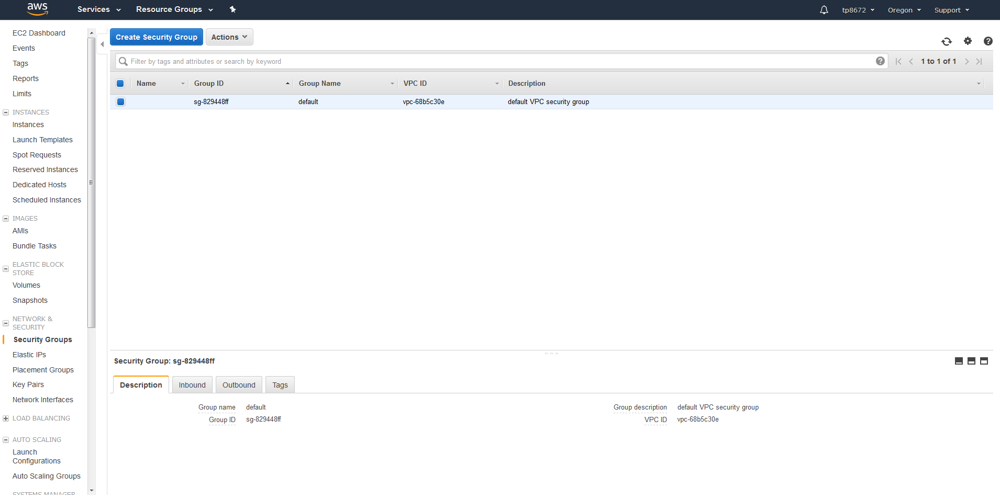 aws Services Resource Groups tp8672 Oregon Support
EC2 Dashboard
Events
Tags
Reports
Limits
INSTANCES
Instances
Launch Templates
Spot Requests
Reserved Instances
Dedicated Hosts
Scheduled Instances
IMAGES
AMIs
Bundle Tasks
ELASTIC BLOCK
STORE
Volumes
Snapshots
NETWORK &
SECURITY
Security Groups
Elastic IPs
Placement Groups
Key Pairs
Network Interfaces
LOAD BALANCING
AUTO SCALING
Launch
Configurations
Auto Scaling Groups
SYSTEMS MANAGER
Create Security Group Actions
Filter by tags and attributes or search by keyword 1 to 1 of 1
Name Group ID Group Name VPC ID Description
sg-829448ff default vpc-68b5c30e default VPC security group
Security Group: sg-829448ff
Description Inbound Outbound Tags
Group name default Group description default VPC security group
Group ID sg-829448ff VPC ID vpc-68b5c30e